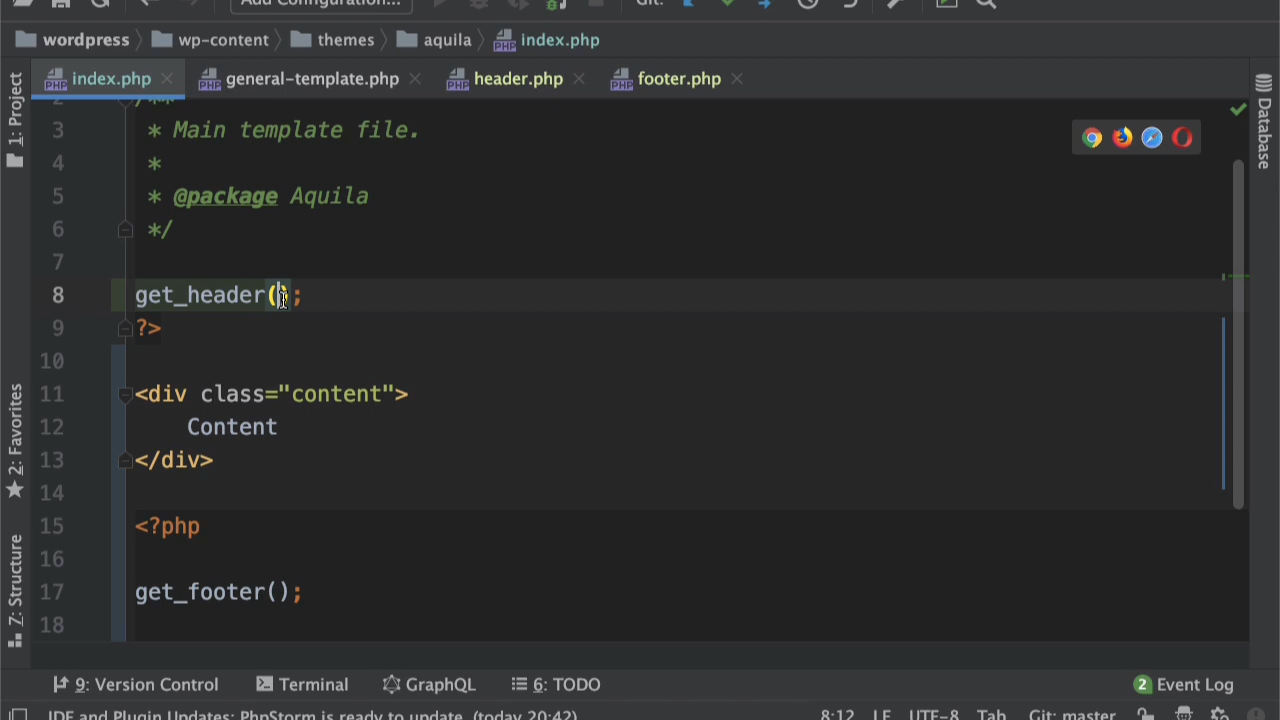 Add Configuration...
Git:
wordpress
wp-content
themes
aquila
index.php
index.php
general-template.php
header.php
footer.php
1: Project
2: Favorites
7: Structure
Database
2 /**
3 * Main template file.
4 *
5 * @package Aquila
6 */
7
8 get_header();
9 ?>
10
11 <div class="content">
12 Content
13 </div>
14
15 <?php
16
17 get_footer();
18
9: Version Control
Terminal
GraphQL
6: TODO
2 Event Log
IDE and Plugin Updates: PhpStorm is ready to update. (today 20:42)
8:12 LF UTF-8 Tab Git: master